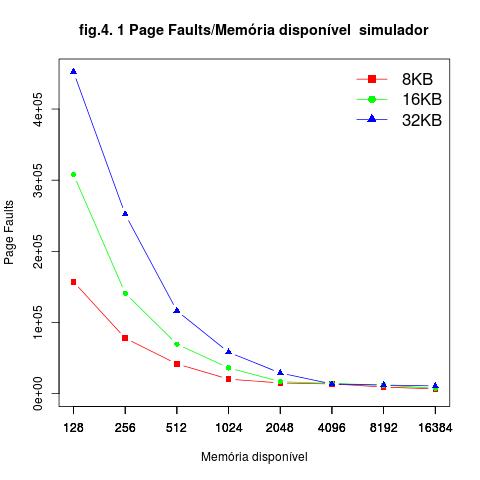 fig.4. 1 Page Faults/Memória disponível  simulador
8KB
16KB
32KB
Page Faults
4e+05
3e+05
2e+05
1e+05
0e+00
128 256 512 1024 2048 4096 8192 16384
Memória disponível